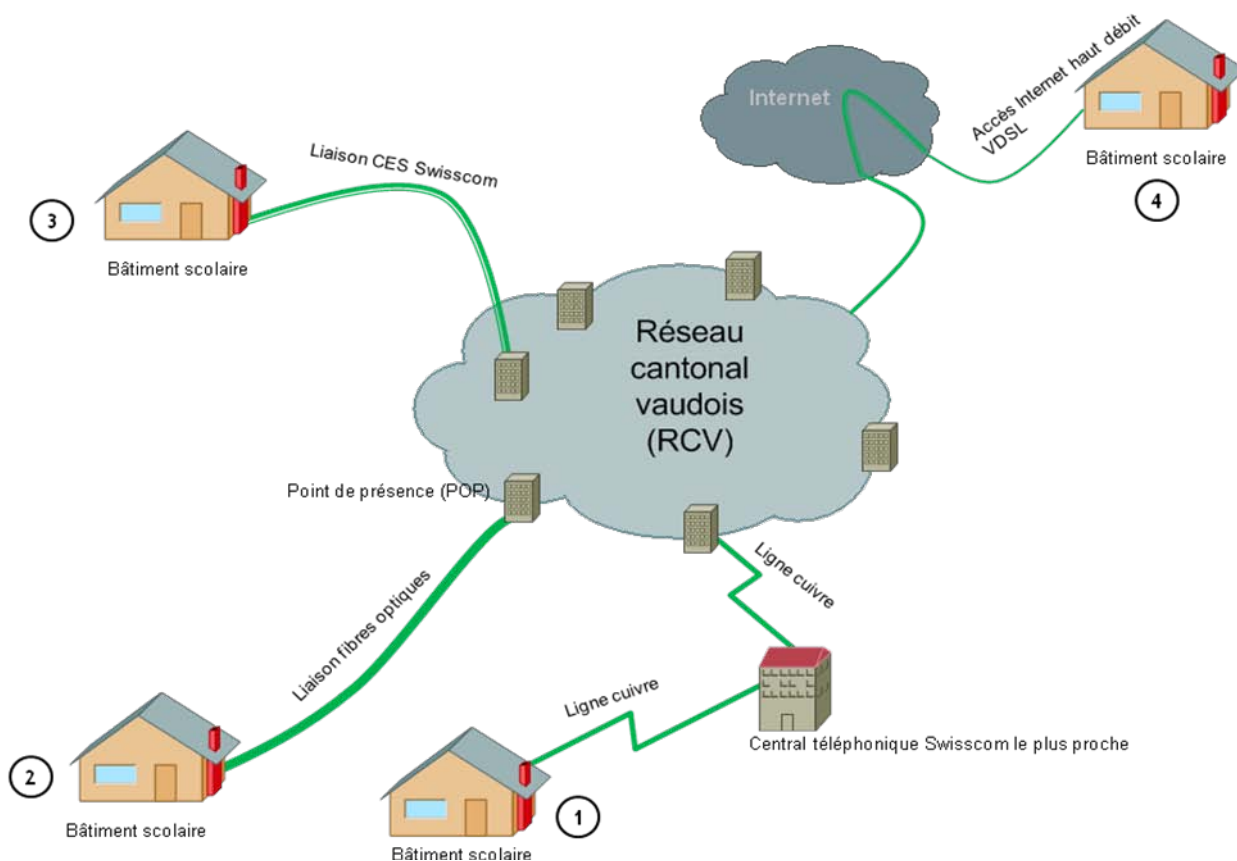 Internet
Accès Internet haut débit
VDSL
Bâtiment scolaire
4
Liaison CES Swisscom
3
Bâtiment scolaire
Réseau
cantonal
vaudois
(RCV)
Point de présence (POP)
Liaison fibres optiques
Ligne cuivre
Ligne cuivre
Central téléphonique Swisscom le plus proche
2
Bâtiment scolaire
1
Bâtiment scolaire